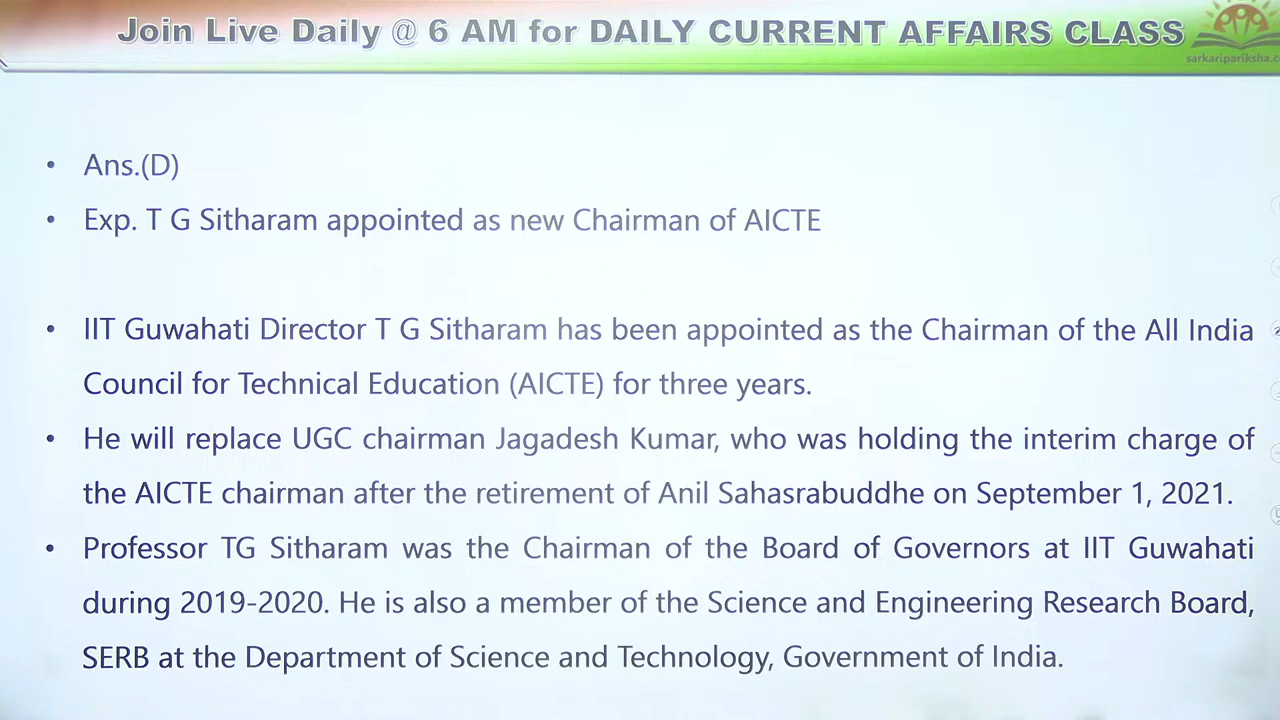 Join Live Daily @ 6 AM for DAILY CURRENT AFFAIRS CLASS
sarkaripariksha.c
• Ans.(D)
• Exp. T G Sitharam appointed as new Chairman of AICTE
• IIT Guwahati Director T G Sitharam has been appointed as the Chairman of the All India
Council for Technical Education (AICTE) for three years.
• He will replace UGC chairman Jagadesh Kumar, who was holding the interim charge of
the AICTE chairman after the retirement of Anil Sahasrabuddhe on September 1, 2021.
• Professor TG Sitharam was the Chairman of the Board of Governors at IIT Guwahati
during 2019-2020. He is also a member of the Science and Engineering Research Board,
SERB at the Department of Science and Technology, Government of India.